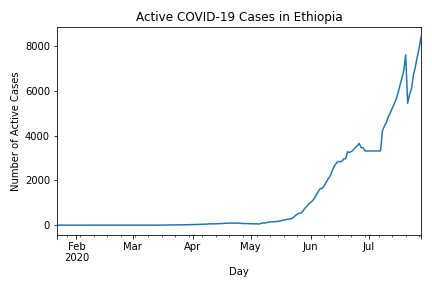 Active COVID-19 Cases in Ethiopia
Number of Active Cases
8000
6000
4000
2000
0
Feb Mar Apr May Jun Jul
2020
Day